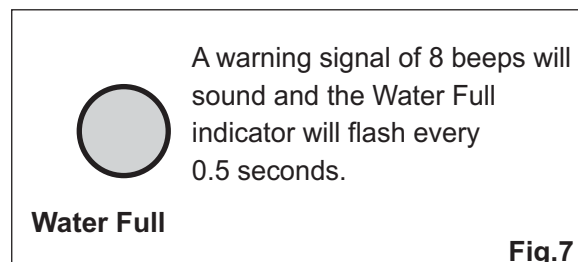 A warning signal of 8 beeps will
sound and the Water Full
indicator will flash every
0.5 seconds.
Water Full
Fig.7